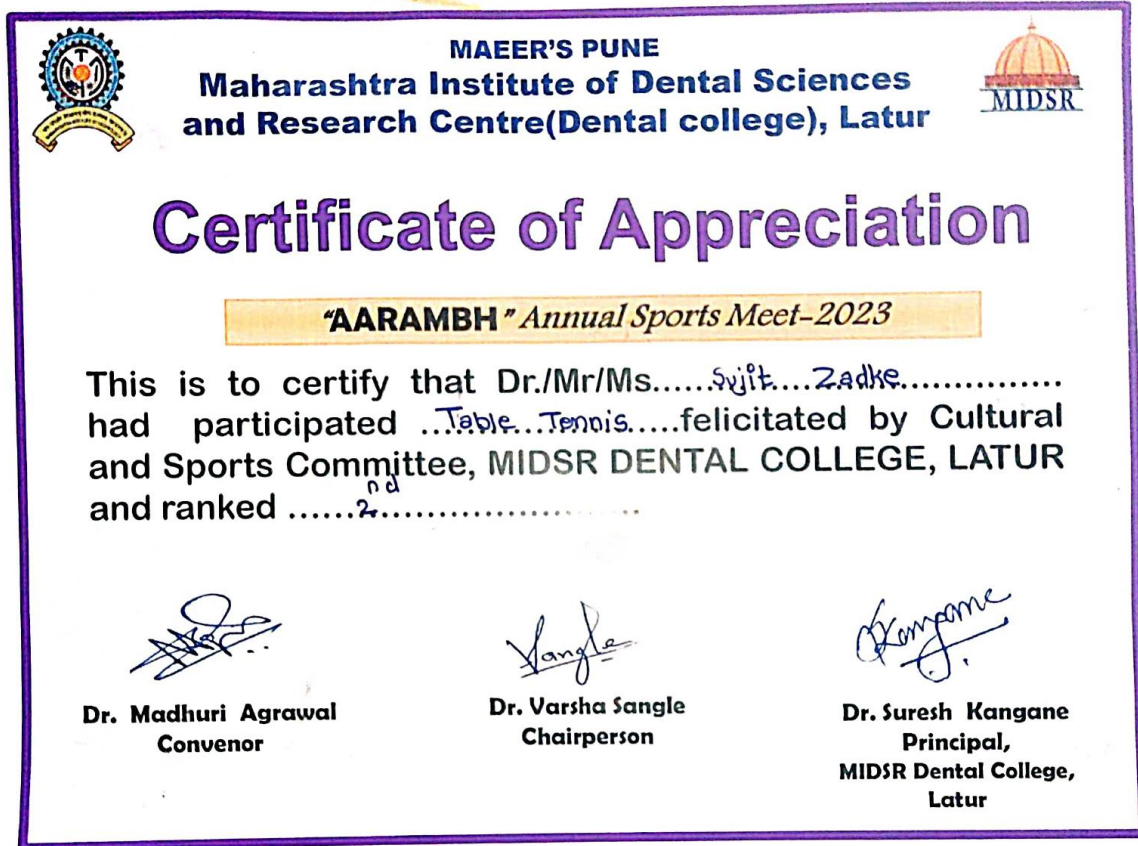 MAEER'S PUNE
Maharashtra Institute of Dental Sciences
and Research Centre(Dental college), Latur
MIDSR
Certificate of Appreciation
"AARAMBH" Annual Sports Meet-2023
This is to certify that Dr./Mr/Ms......Sujit....Zadke................
had participated ...Table...Tennis.....felicitated by Cultural
and Sports Committee, MIDSR DENTAL COLLEGE, LATUR
and ranked ......2nd........................
Sangle
SKangane
Dr. Madhuri Agrawal
Convenor
Dr. Varsha Sangle
Chairperson
Dr. Suresh Kangane
Principal,
MIDSR Dental College,
Latur